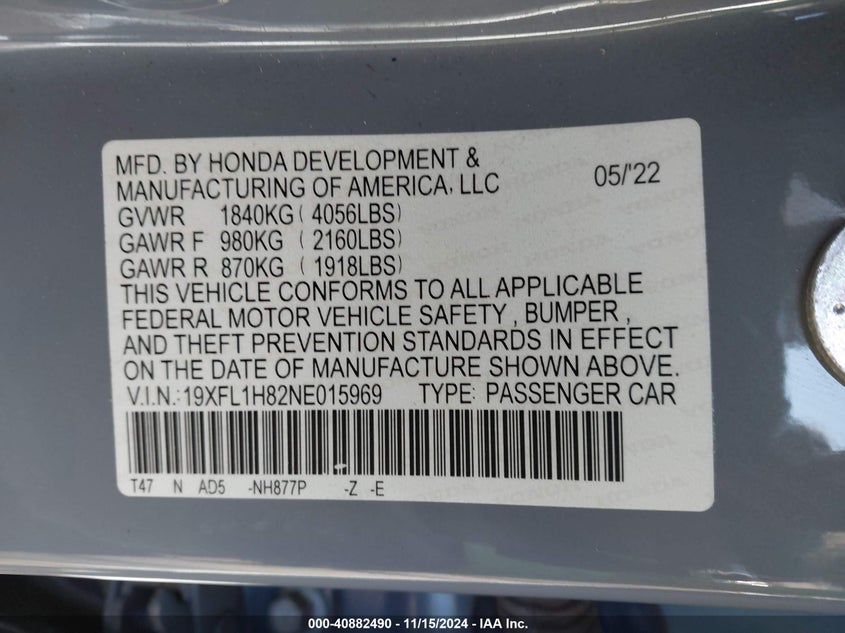 MFD. BY HONDA DEVELOPMENT &
MANUFACTURING OF AMERICA, LLC 05/'22
GVWR 1840KG ( 4056LBS)
GAWR F 980KG ( 2160LBS)
GAWR R 870KG ( 1918LBS)
THIS VEHICLE CONFORMS TO ALL APPLICABLE
FEDERAL MOTOR VEHICLE SAFETY , BUMPER ,
AND THEFT PREVENTION STANDARDS IN EFFECT
ON THE DATE OF MANUFACTURE SHOWN ABOVE.
V.I.N.:19XFL1H82NE015969 TYPE: PASSENGER CAR
T47 N AD5 -NH877P -Z -E
000-40882490 - 11/15/2024 - IAA Inc.